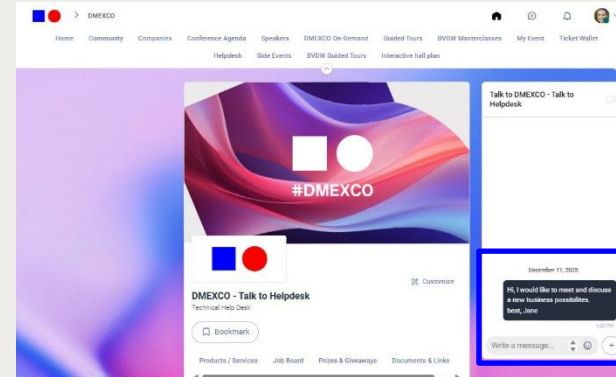 DMEXCO
Home Community Companies Conference Agenda Speakers DMEXCO On-Demand Guided Tours BVDW Masterclasses My Event Ticket Wallet
Helpdesk Side Events BVDW Guided Tours Interactive hall plan
#DMEXCO
Customize
DMEXCO - Talk to Helpdesk
Technical Help Desk
Bookmark
Products / Services Job Board Prizes & Giveaways Documents & Links
Talk to DMEXCO - Talk to
Helpdesk
December 11, 2025
Hi, I would like to meet and discuss
a new business possibilites.
best, Jane
1:33 PM
Write a message...